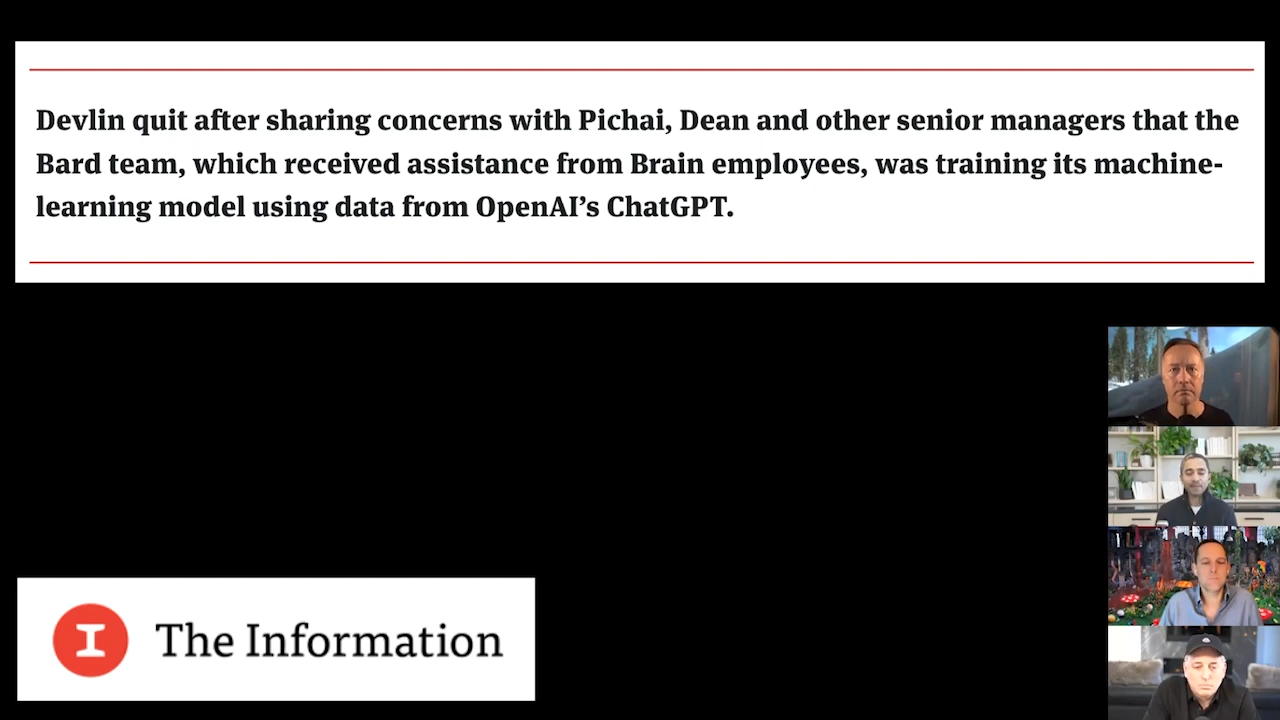 Devlin quit after sharing concerns with Pichai, Dean and other senior managers that the
Bard team, which received assistance from Brain employees, was training its machine-
learning model using data from OpenAI’s ChatGPT.
I
The Information